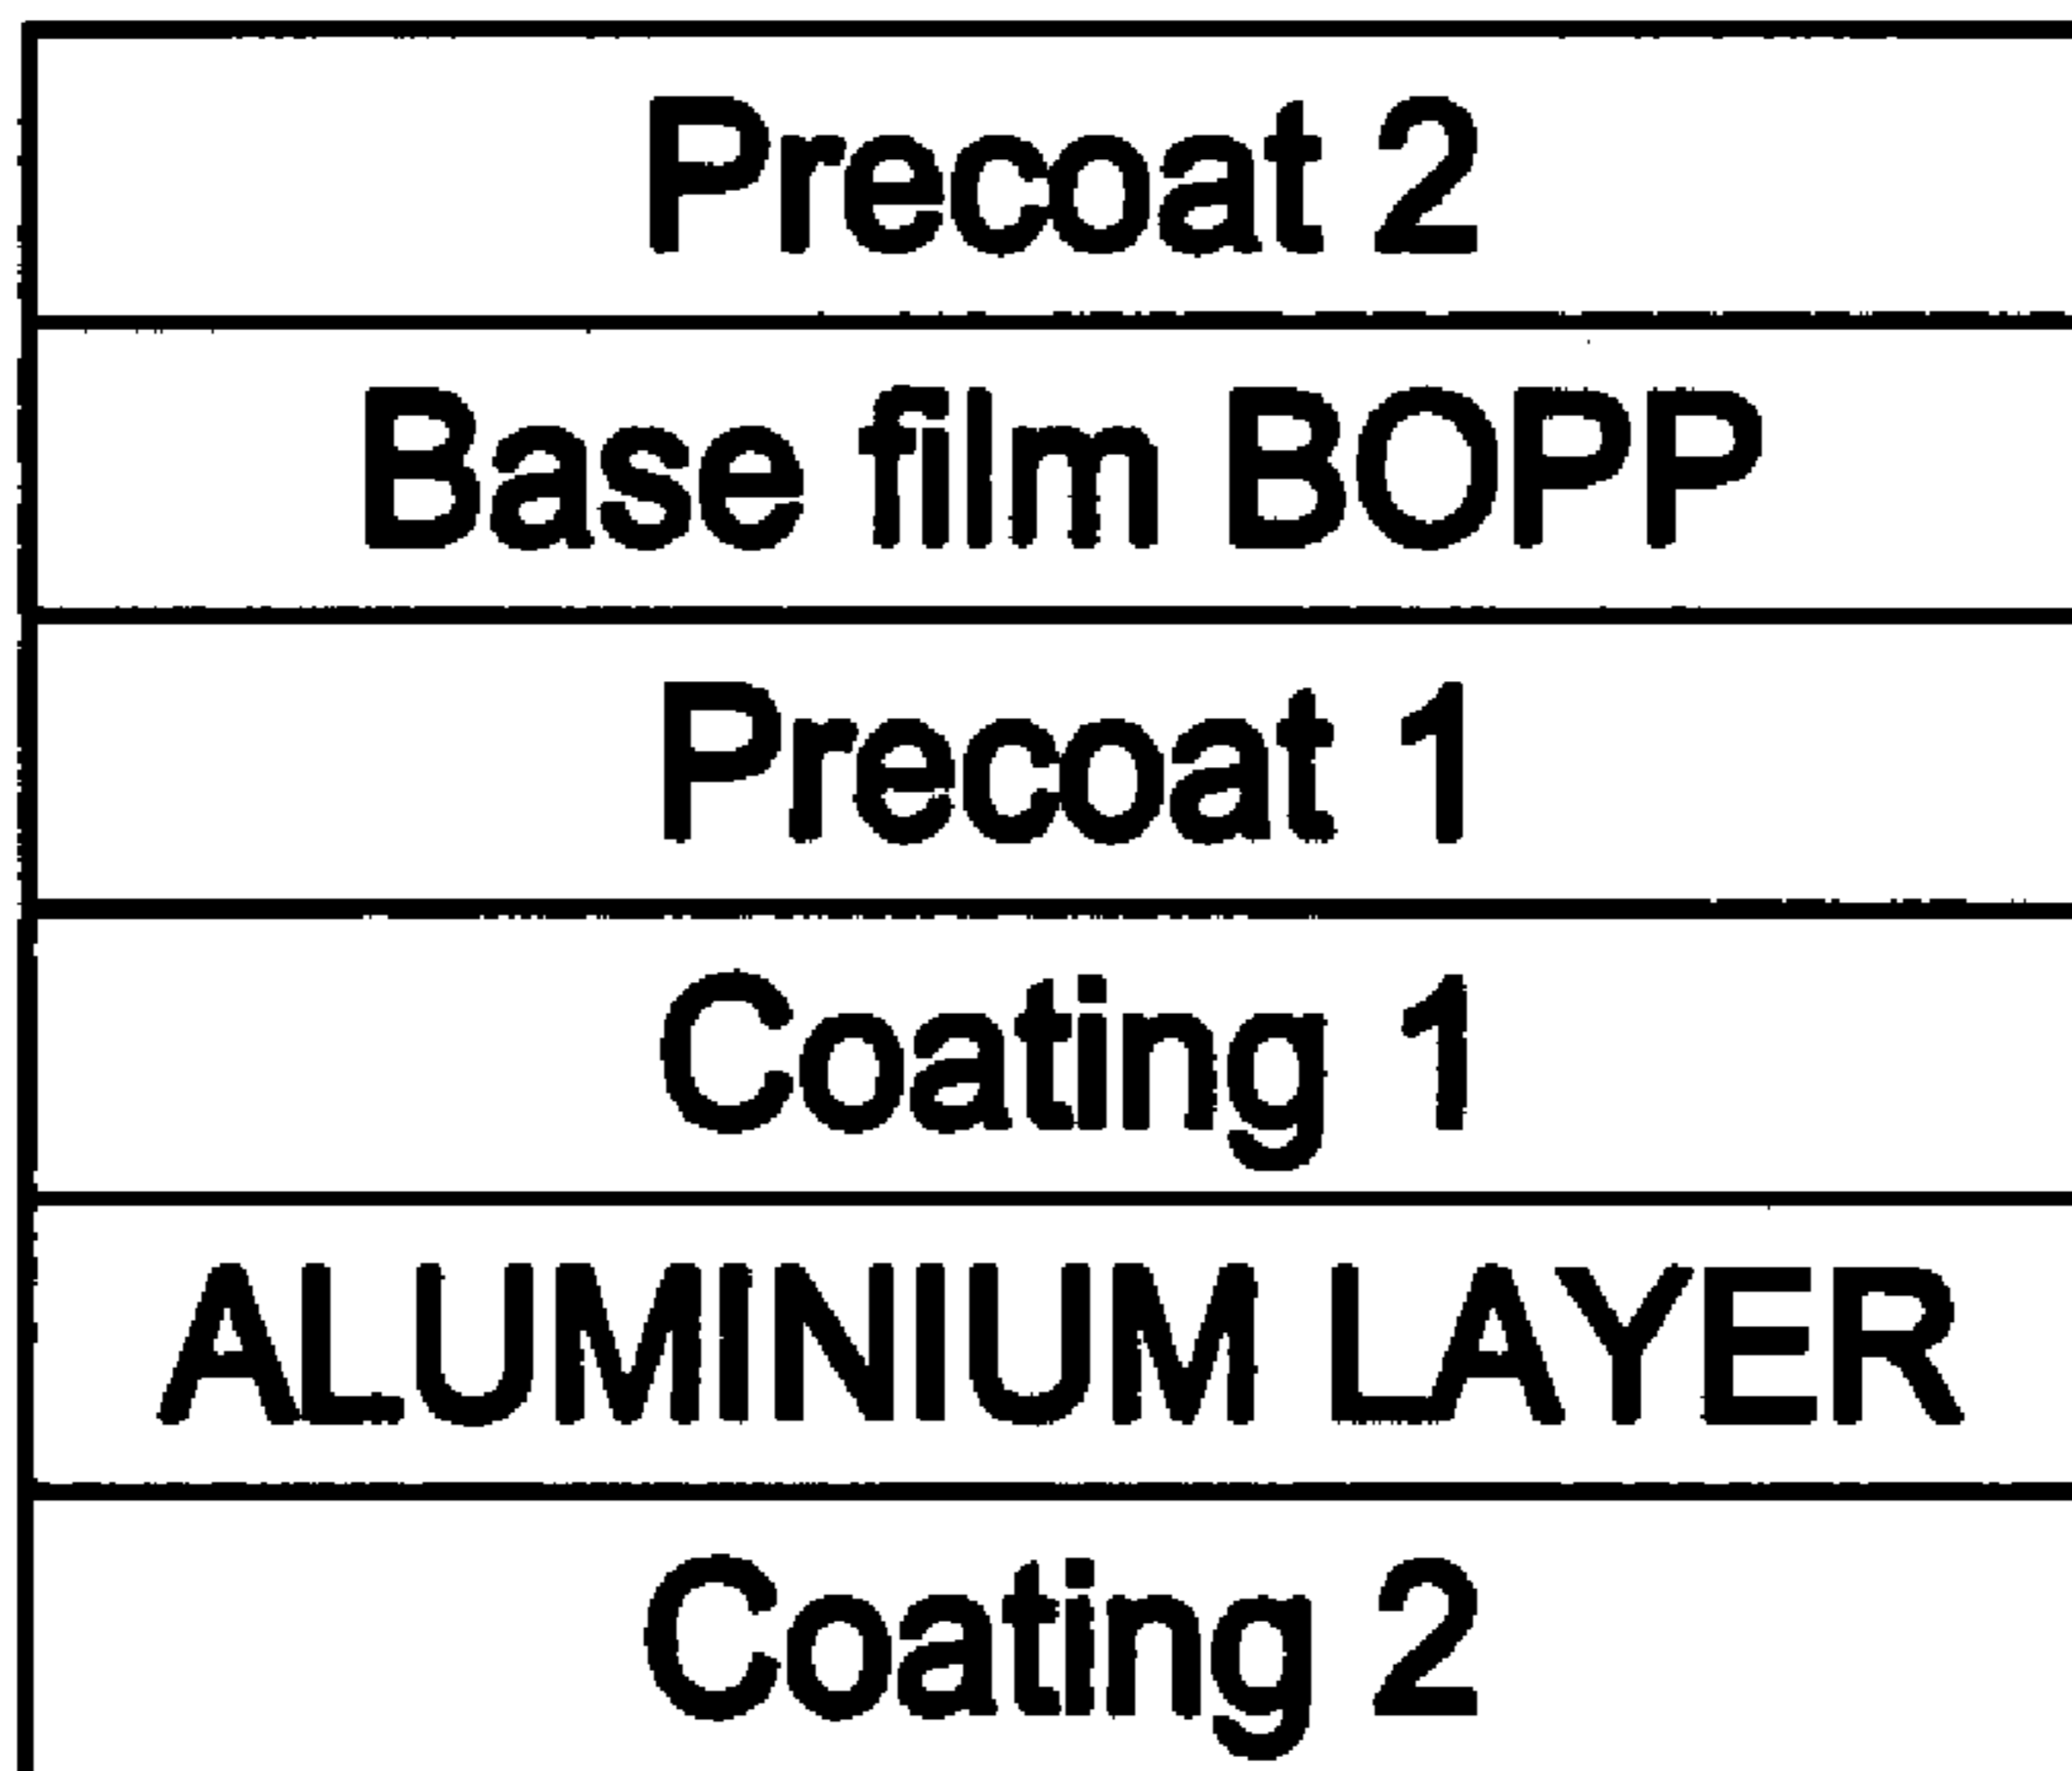 Precoat 2
Base film BOPP
Precoat 1
Coating 1
ALUMINIUM LAYER
Coating 2